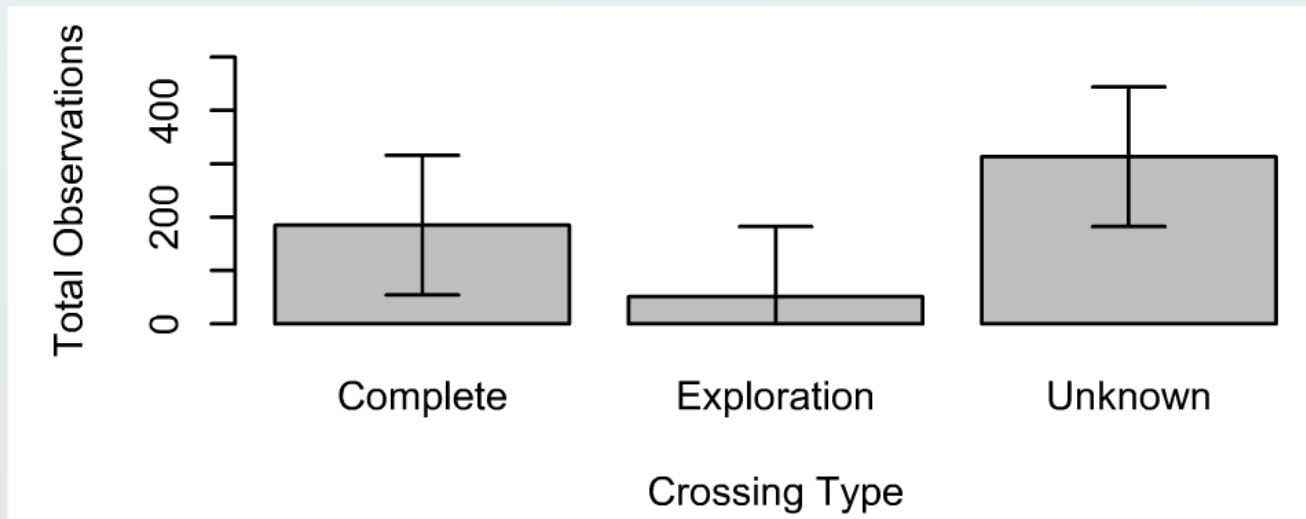 Total Observations
400
200
0
Complete Exploration Unknown
Crossing Type